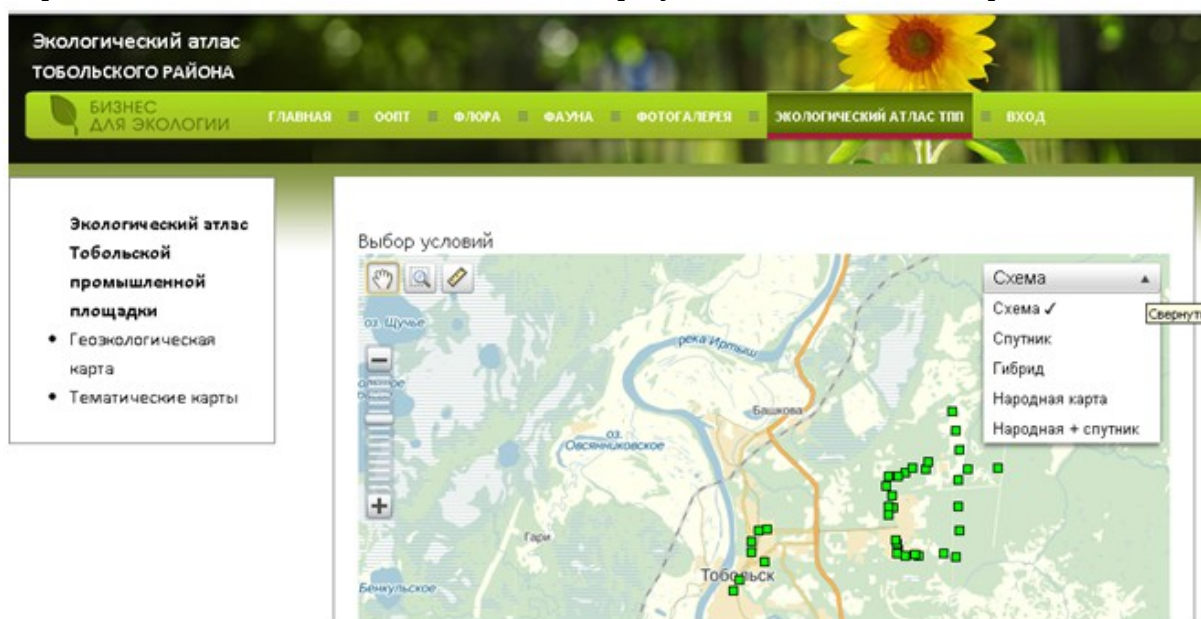 Экологический атлас
ТОБОЛЬСКОГО РАЙОНА
БИЗНЕС
ДЛЯ ЭКОЛОГИИ
ГЛАВНАЯ ООПТ ФЛОРА ФАУНА ФОТОГАЛЕРЕЯ ЭКОЛОГИЧЕСКИЙ АТЛАС ТПП ВХОД
Экологический атлас
Тобольской
промышленной
площадки
Геоэкологическая
карта
Тематические карты
Выбор условий
Схема
Схема ✓
Спутник
Гибрид
Народная карта
Народная + спутник
Свернуть
оз. Щучье
река Иртыш
Башкова
оз.
Овсянниковское
Гари
Тобольск
Бенкульское